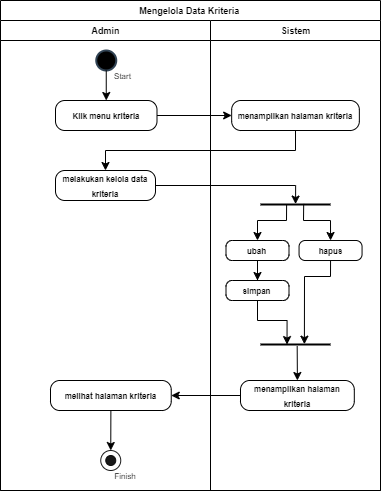 Mengelola Data Kriteria
Admin
Sistem
Start
Klik menu kriteria
menampilkan halaman kriteria
melakukan kelola data
kriteria
ubah
hapus
simpan
menampilkan halaman
kriteria
melihat halaman kriteria
Finish